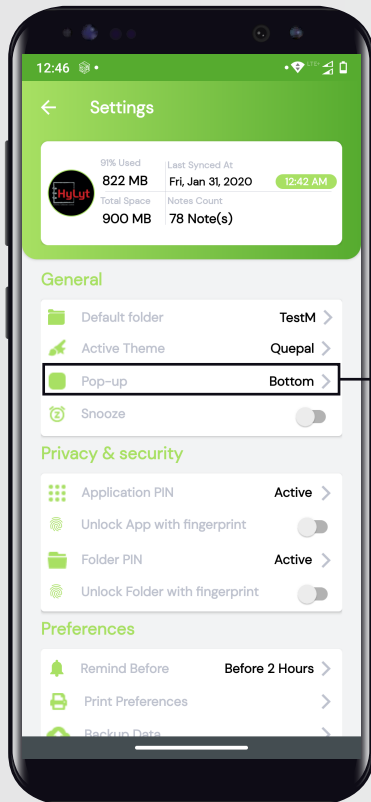 12:46 LTE+
Settings
91% Used Last Synced At
822 MB Fri, Jan 31, 2020 12:42 AM
Total Space Notes Count
900 MB 78 Note(s)
HyLyt
General
Default folder TestM
Active Theme Quepal
Pop-up Bottom
Snooze
Privacy & security
Application PIN Active
Unlock App with fingerprint
Folder PIN Active
Unlock Folder with fingerprint
Preferences
Remind Before Before 2 Hours
Print Preferences
Backup Data